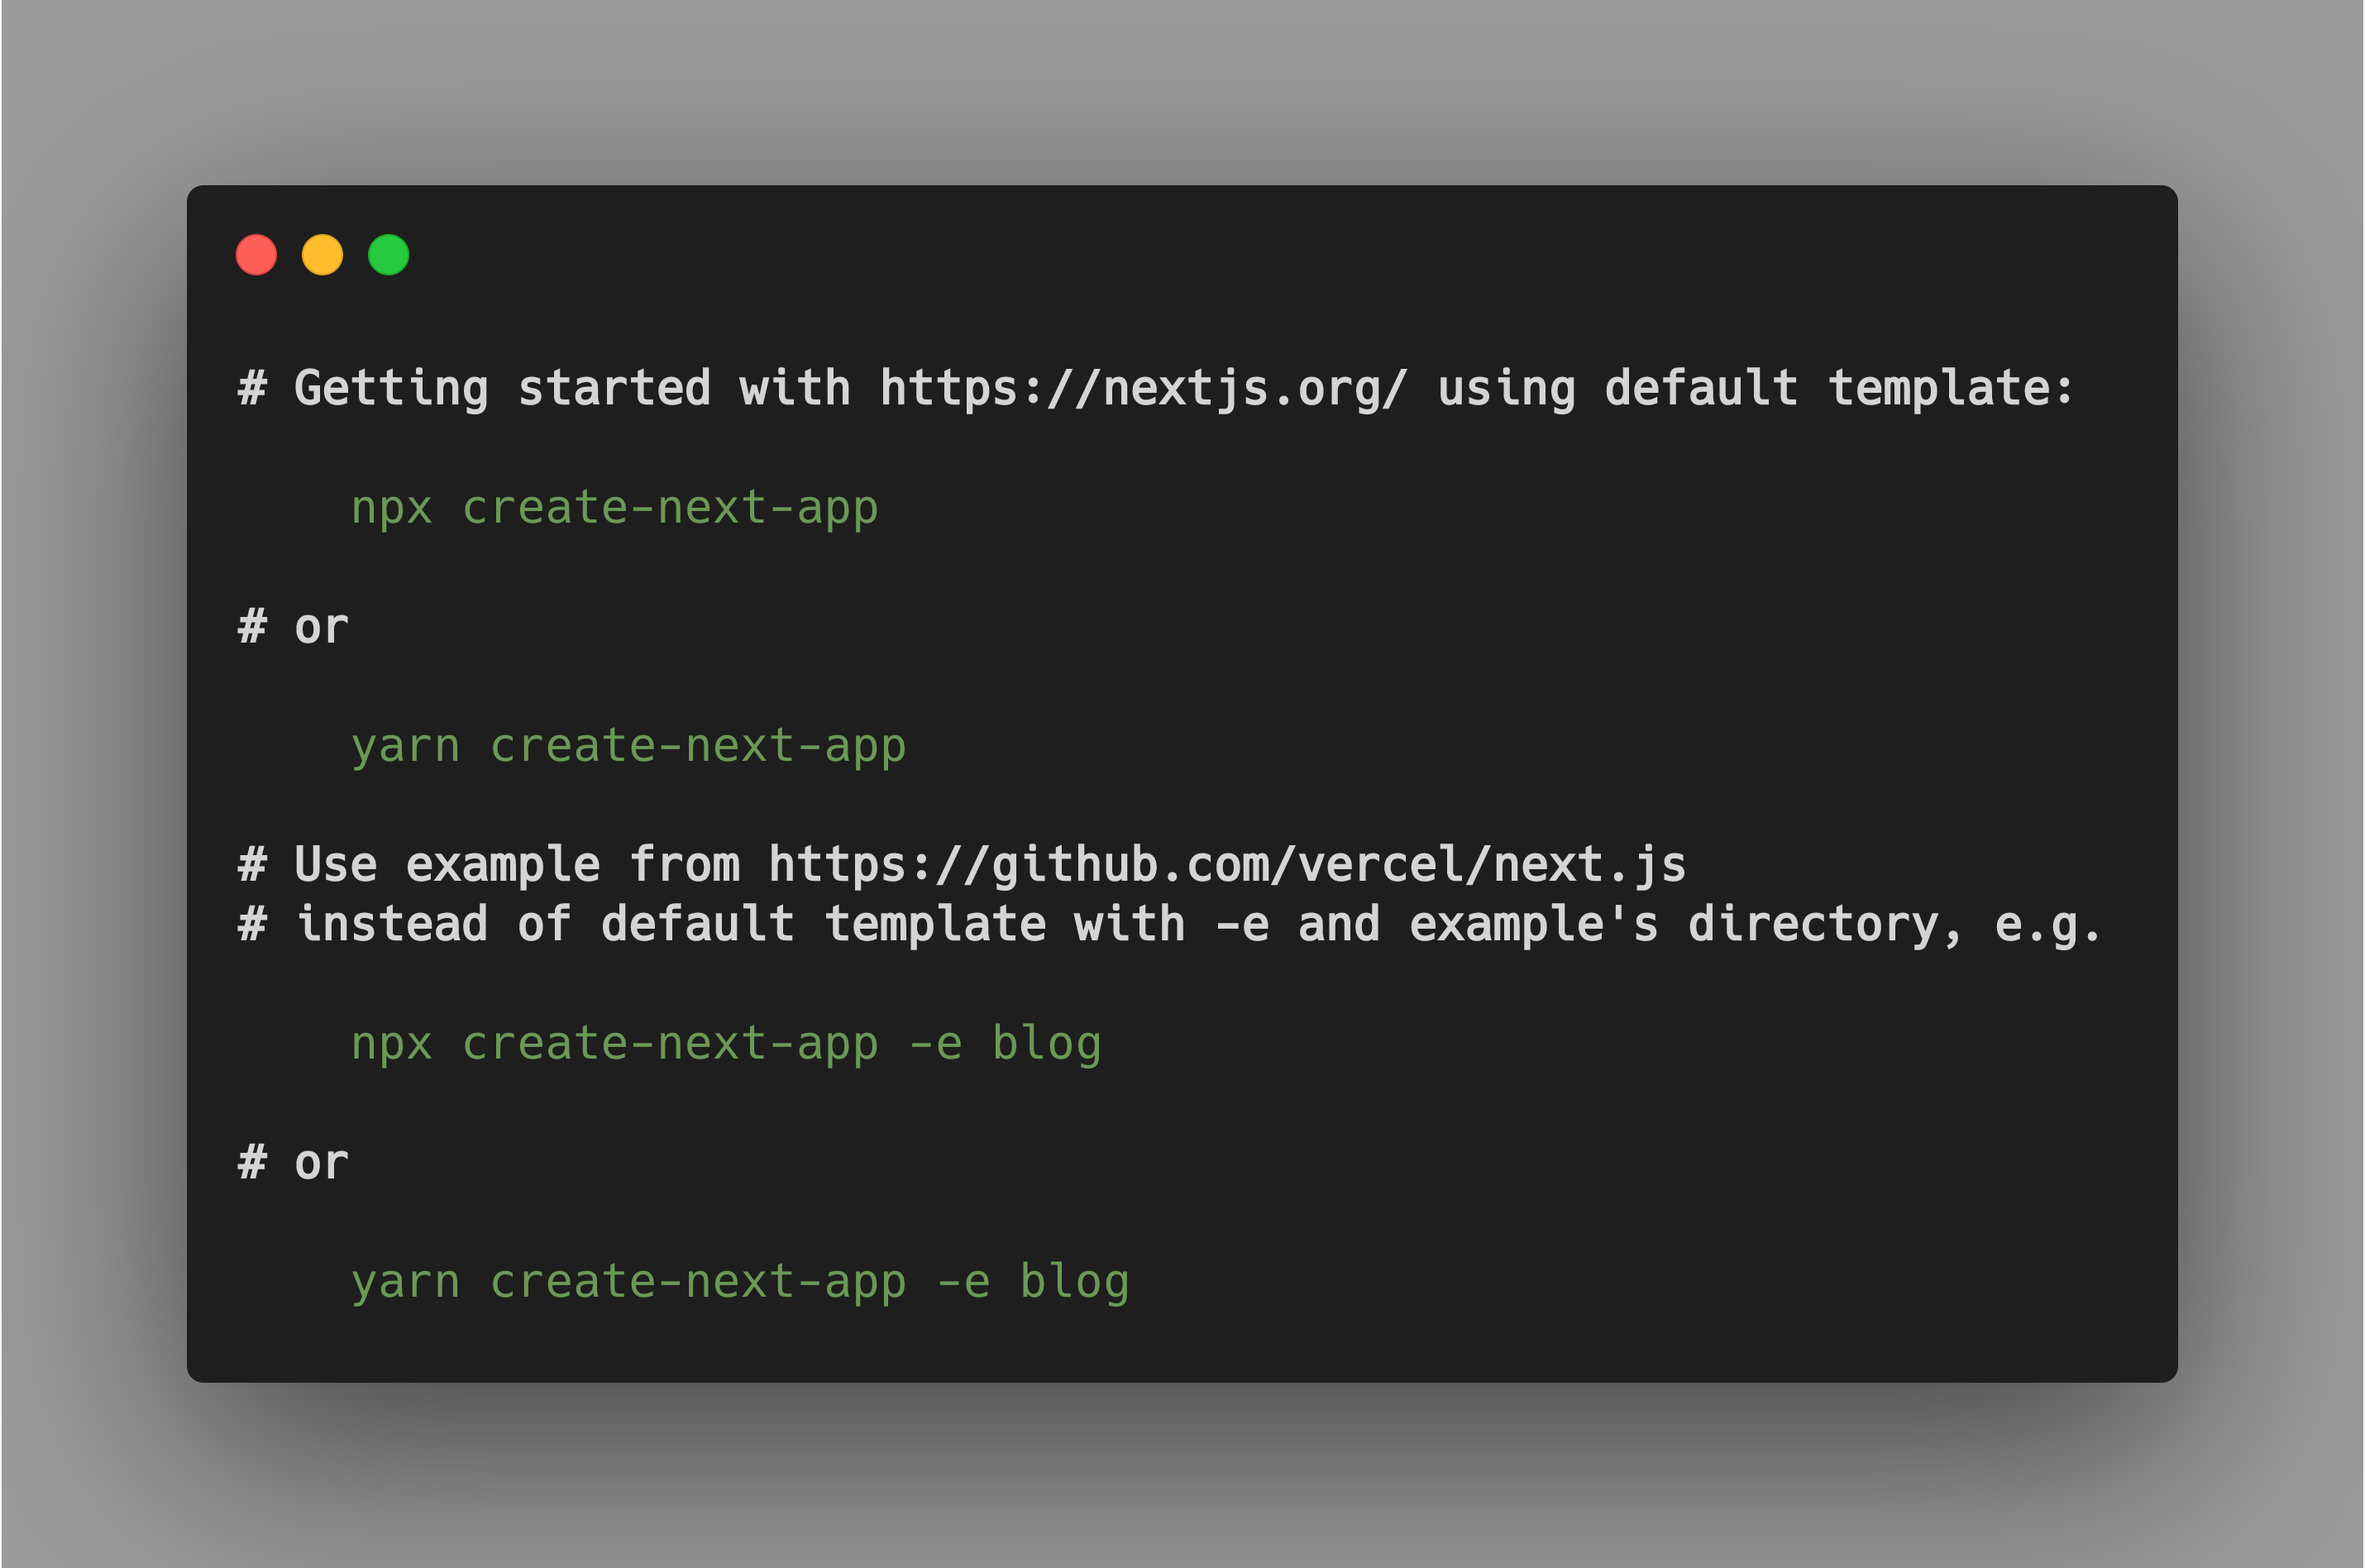 # Getting started with https://nextjs.org/ using default template:
npx create-next-app
# or
yarn create-next-app
# Use example from https://github.com/vercel/next.js
# instead of default template with -e and example's directory, e.g.
npx create-next-app -e blog
# or
yarn create-next-app -e blog